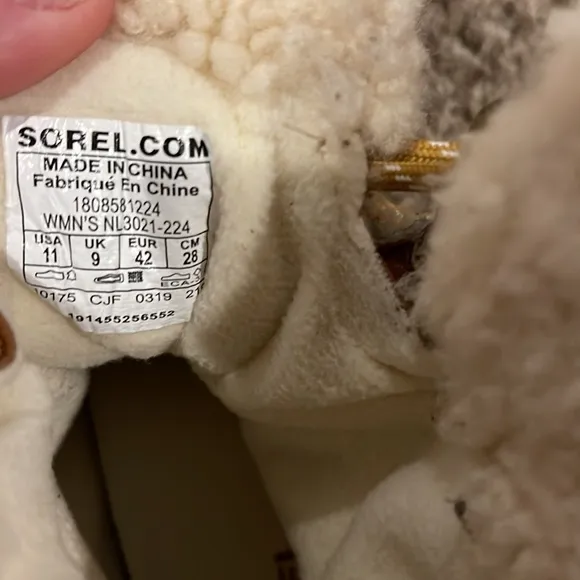 SOREL.COM
MADE IN CHINA
Fabriqué En Chine
1808581224
WMN'S NL3021-224
USA UK EUR CM
11 9 42 28
CJF 0319
191455256552